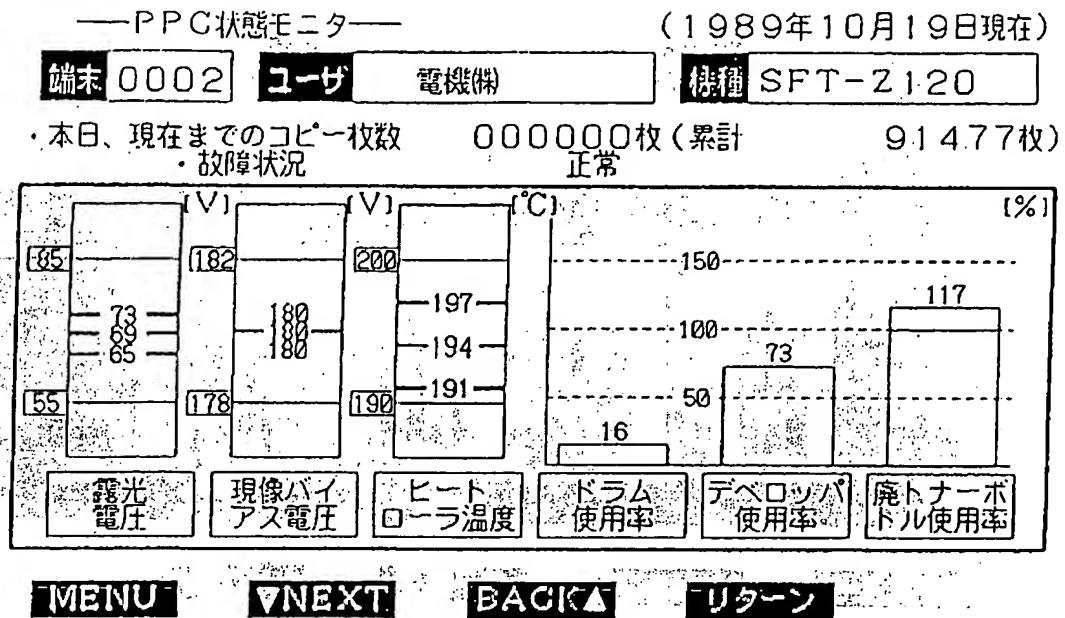 ──PPC状態モニター── (1989年10月19日現在)
端末 0002 ユーザ 電機㈱ 機種 SFT-Z120
・本日、現在までのコピー枚数 000000枚(累計 91477枚)
・故障状況 正常
[V] [V] [℃] [%]
85 182 200 150
73 180 197 117
69 180 100
65 180 194 73
191
55 178 190 50
16
露光 現像バイ ヒート ドラム デベロッパ 廃トナーボ
電圧 アス電圧 ローラ温度 使用率 使用率 トル使用率
MENU ▼NEXT BACK▲ リターン